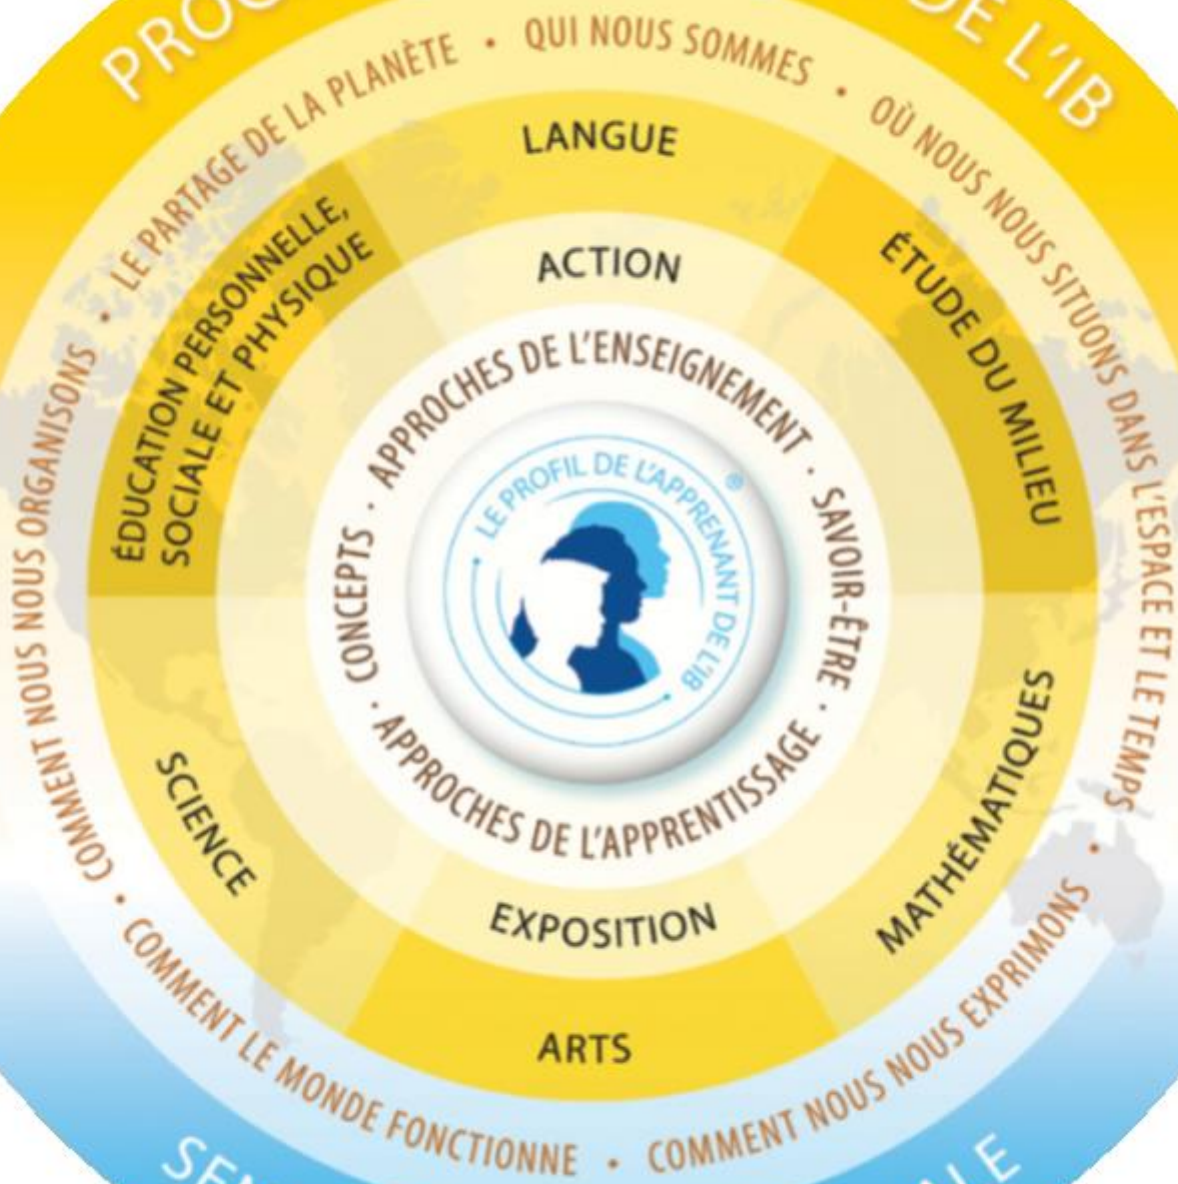 PROG
DE L'IB
LE PARTAGE DE LA PLANÈTE • QUI NOUS SOMMES • OÙ NOUS NOUS SITUONS DANS L'ESPACE ET LE TEMPS •
COMMENT NOUS NOUS EXPRIMONS •
COMMENT LE MONDE FONCTIONNE •
COMMENT NOUS NOUS ORGANISONS •
LANGUE
ÉTUDE DU MILIEU
MATHÉMATIQUES
ARTS
SCIENCE
ÉDUCATION PERSONNELLE,
SOCIALE ET PHYSIQUE
ACTION
EXPOSITION
APPROCHES DE L'ENSEIGNEMENT •
SAVOIR-ÊTRE •
APPROCHES DE L'APPRENTISSAGE •
CONCEPTS •
LE PROFIL DE L'APPRENANT DE L'IB
®